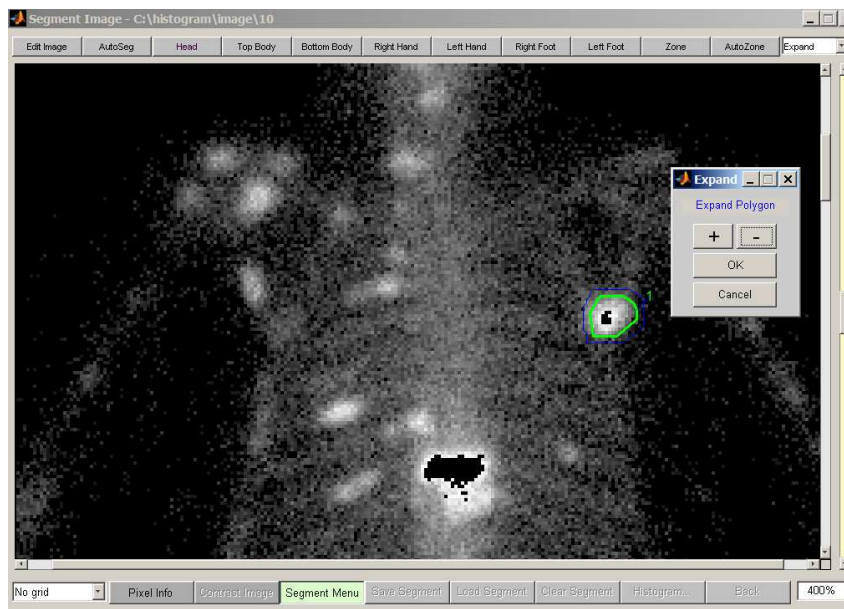 Segment Image - C:\histogram\image\10
Edit Image AutoSeg Head Top Body Bottom Body Right Hand Left Hand Right Foot Left Foot Zone AutoZone Expand
Expand
Expand Polygon
+ -
OK
Cancel
1
No grid Pixel Info Contrast Image Segment Menu Save Segment Load Segment Clear Segment Histogram... Back 400%